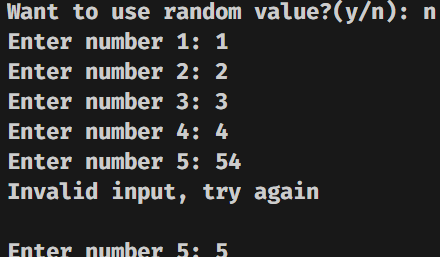 Want to use random value?(y/n): n
Enter number 1: 1
Enter number 2: 2
Enter number 3: 3
Enter number 4: 4
Enter number 5: 54
Invalid input, try again
Enter number 5: 5